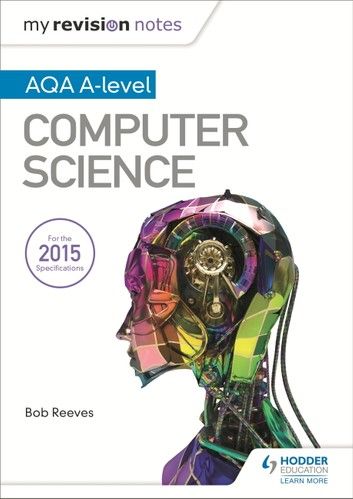 my revision notes
AQA A-level
COMPUTER
SCIENCE
For the
2015
Specifications
Bob Reeves
HODDER
EDUCATION
LEARN MORE